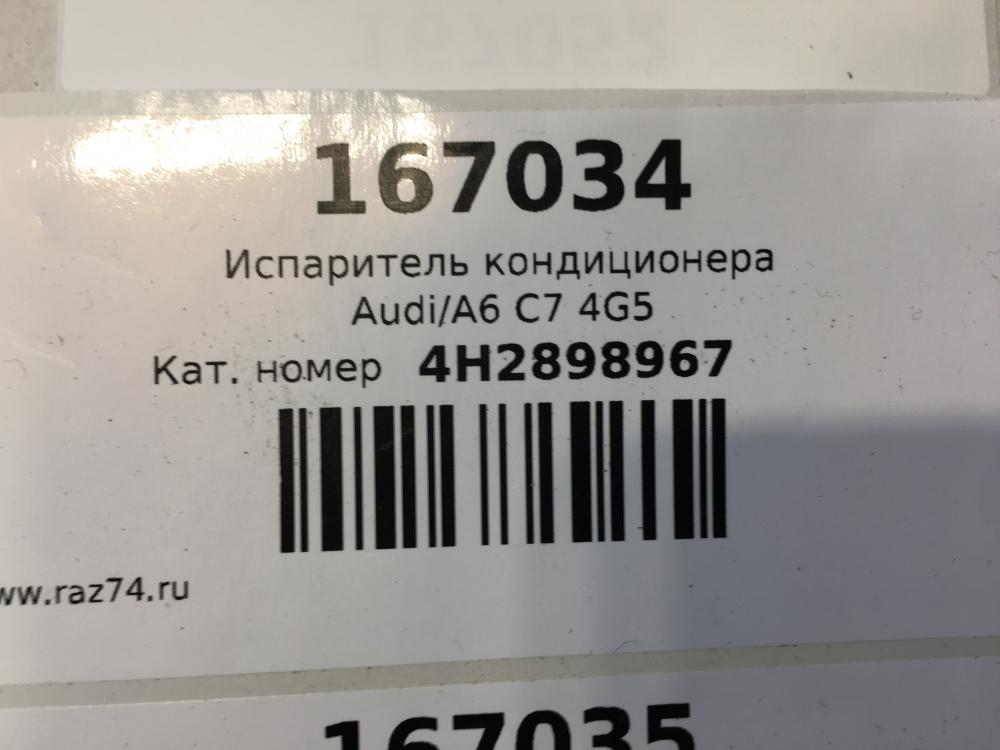 167034
Испаритель кондиционера
Audi/A6 C7 4G5
Кат. номер 4H2898967
www.raz74.ru
167035